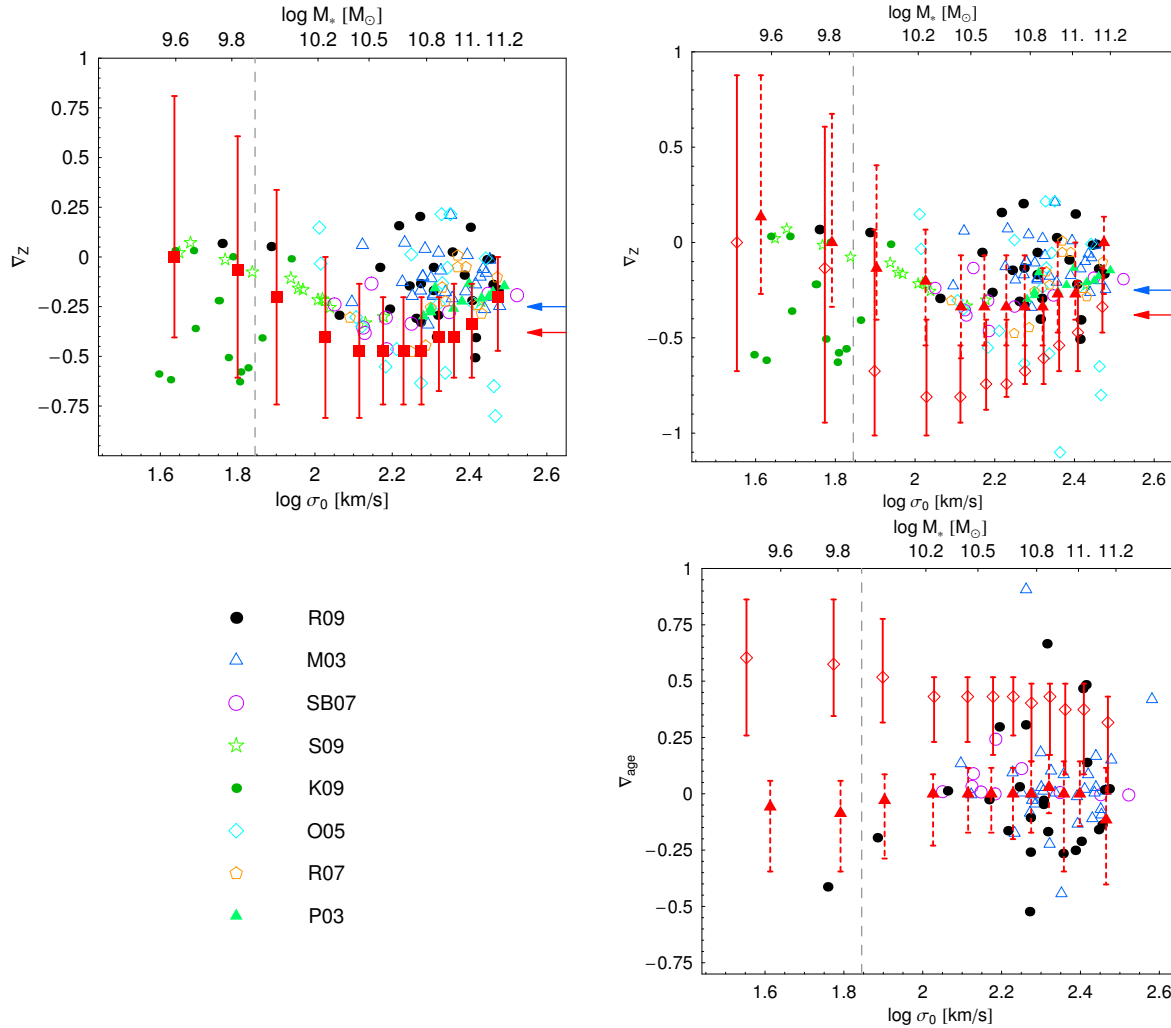 log M* [M⊙]
9.6 9.8 10.2 10.5 10.8 11. 11.2
1
0.75
0.5
0.25
0
−0.25
−0.5
−0.75
∇Z
1.6 1.8 2 2.2 2.4 2.6
log σ0 [km/s]
log M* [M⊙]
9.6 9.8 10.2 10.5 10.8 11. 11.2
1
0.5
0
−0.5
−1
∇Z
1.6 1.8 2 2.2 2.4 2.6
log σ0 [km/s]
R09
M03
SB07
S09
K09
O05
R07
P03
log M* [M⊙]
9.6 9.8 10.2 10.5 10.8 11. 11.2
1
0.75
0.5
0.25
0
−0.25
−0.5
−0.75
∇age
1.6 1.8 2 2.2 2.4 2.6
log σ0 [km/s]